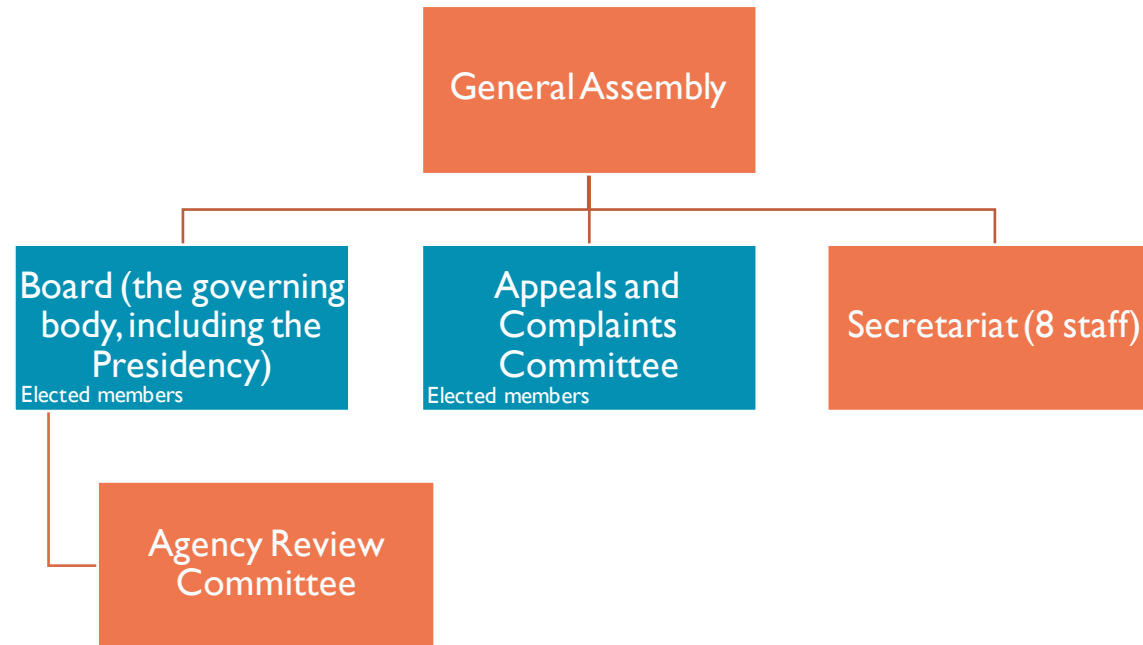 General Assembly
Board (the governing
body, including the
Presidency)
Elected members
Appeals and
Complaints
Committee
Elected members
Secretariat (8 staff)
Agency Review
Committee